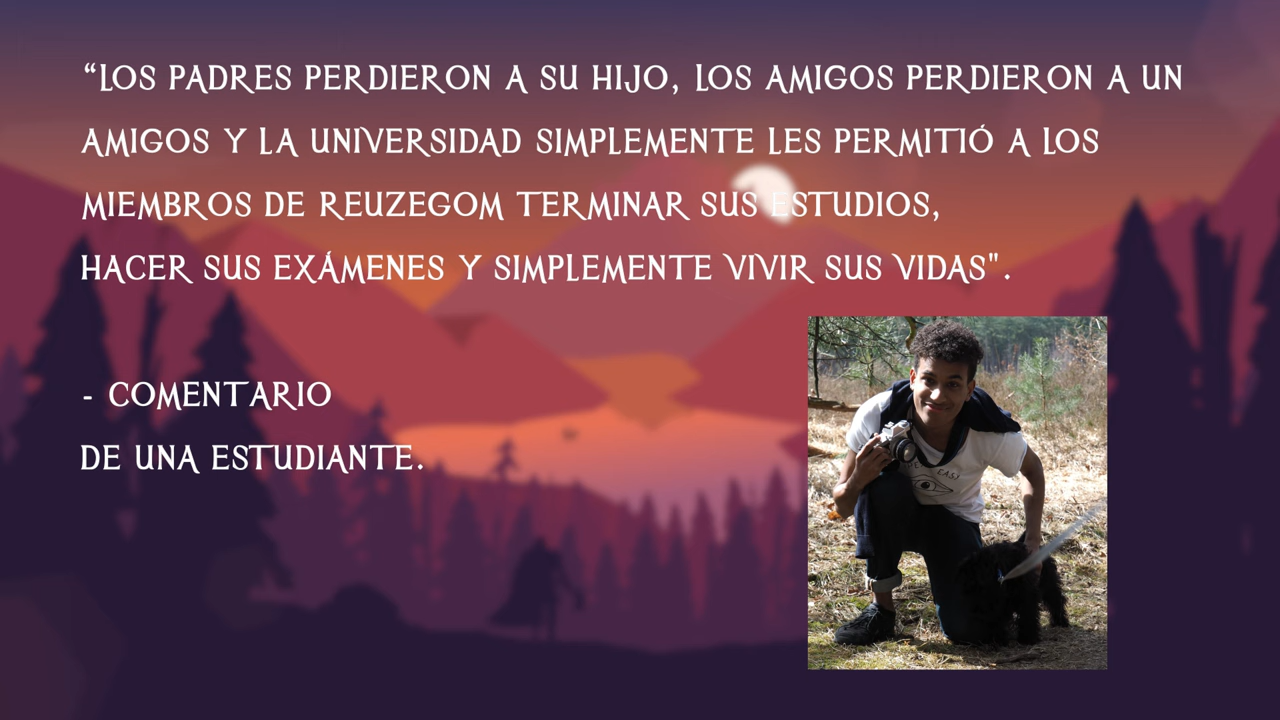 “LOS PADRES PERDIERON A SU HIJO, LOS AMIGOS PERDIERON A UN
AMIGOS Y LA UNIVERSIDAD SIMPLEMENTE LES PERMITIÓ A LOS
MIEMBROS DE REUZEGOM TERMINAR SUS ESTUDIOS,
HACER SUS EXÁMENES Y SIMPLEMENTE VIVIR SUS VIDAS".
- COMENTARIO
DE UNA ESTUDIANTE.